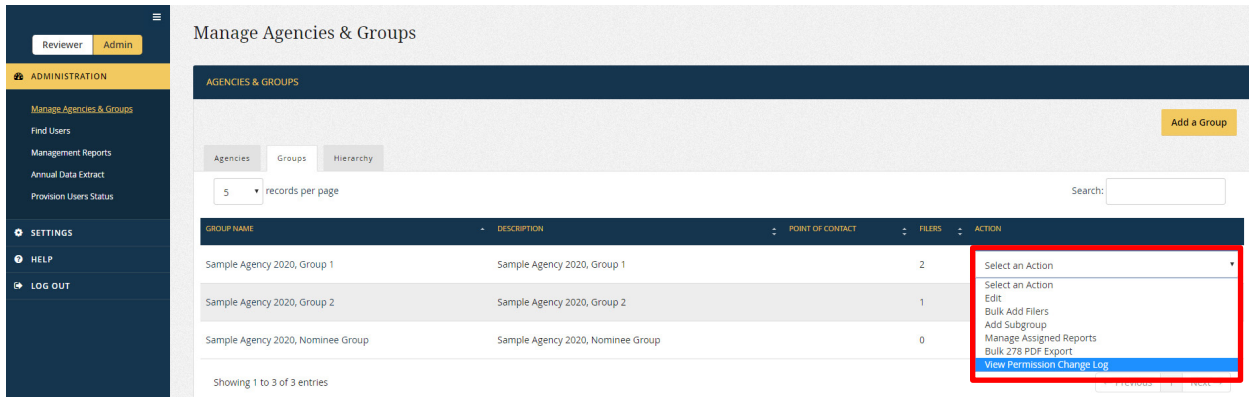 Reviewer Admin
ADMINISTRATION
Manage Agencies & Groups
Find Users
Management Reports
Annual Data Extract
Provision Users Status
SETTINGS
HELP
LOG OUT
Manage Agencies & Groups
AGENCIES & GROUPS
Add a Group
Agencies Groups Hierarchy
5 records per page Search:
GROUP NAME DESCRIPTION POINT OF CONTACT FILERS ACTION
Sample Agency 2020, Group 1 Sample Agency 2020, Group 1 2 Select an Action
Sample Agency 2020, Group 2 Sample Agency 2020, Group 2 1
Sample Agency 2020, Nominee Group Sample Agency 2020, Nominee Group 0
Select an Action
Edit
Bulk Add Filers
Add Subgroup
Manage Assigned Reports
Bulk 278 PDF Export
View Permission Change Log
Showing 1 to 3 of 3 entries Previous 1 Next